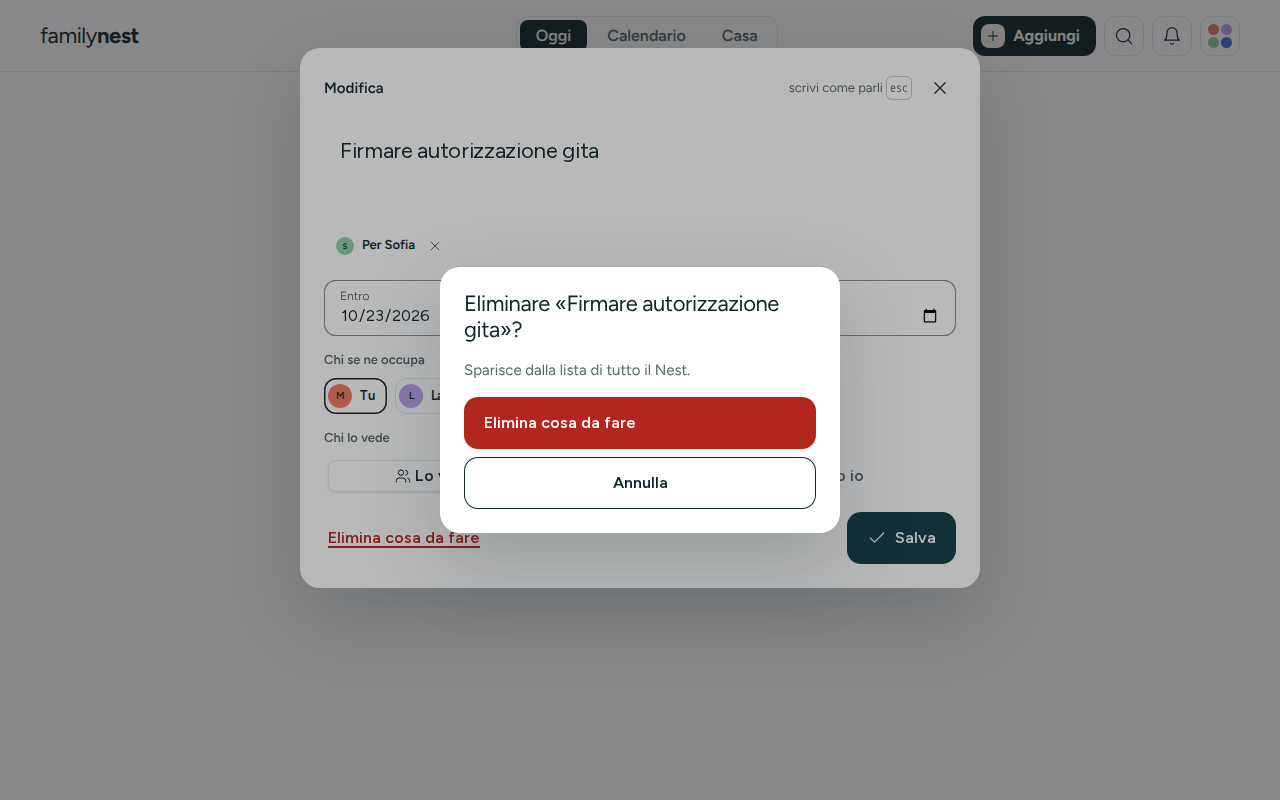 familynest
Oggi
Calendario
Casa
Aggiungi
Modifica
scrivi come parli esc
Firmare autorizzazione gita
S Per Sofia
Entro
10/23/2026
Chi se ne occupa
M Tu
L
Chi lo vede
Lo
io
Eliminare «Firmare autorizzazione
gita»?
Sparisce dalla lista di tutto il Nest.
Elimina cosa da fare
Annulla
Elimina cosa da fare
Salva